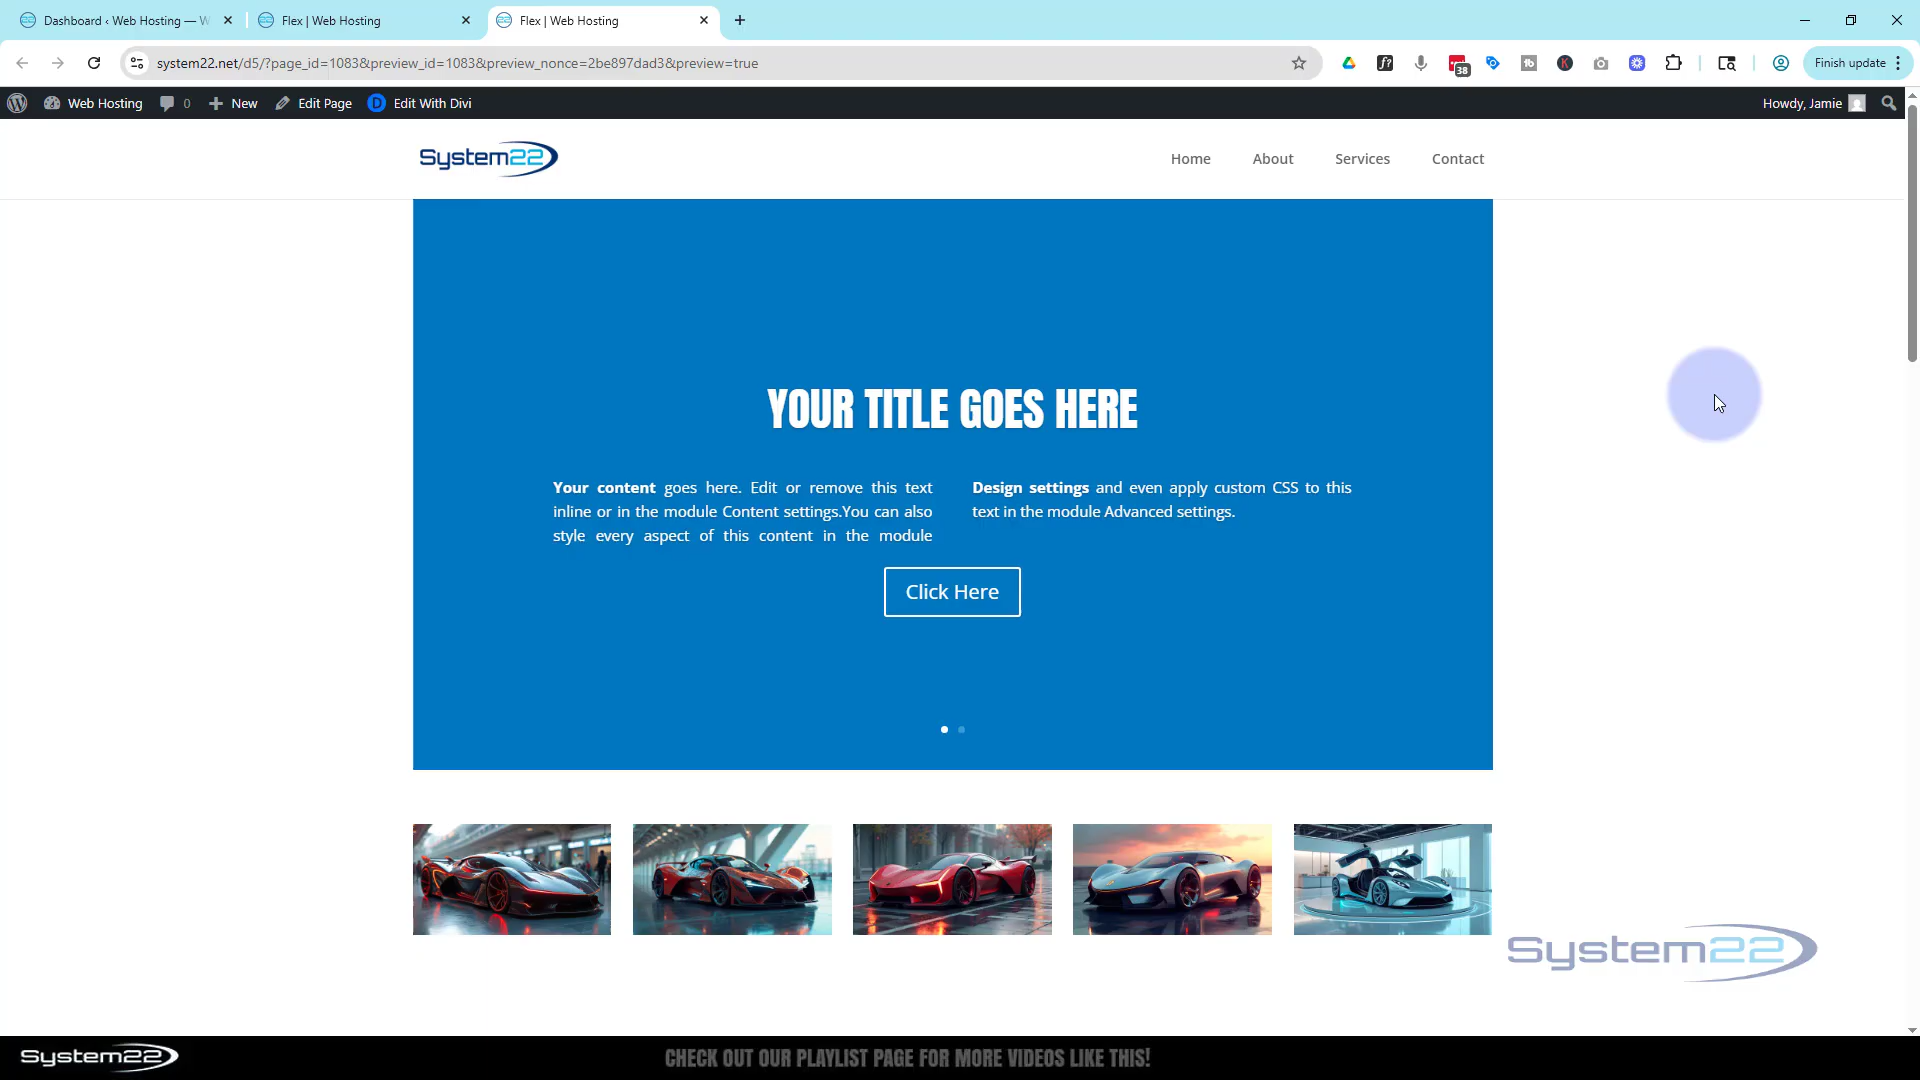 Dashboard ‹ Web Hosting — W
Flex | Web Hosting
Flex | Web Hosting
system22.net/d5/?page_id=1083&preview_id=1083&preview_nonce=2be897dad3&preview=true
38
Finish update
Web Hosting
0
New
Edit Page
D
Edit With Divi
Howdy, Jamie
System22
Home
About
Services
Contact
YOUR TITLE GOES HERE
Your content goes here. Edit or remove this text
inline or in the module Content settings.You can also
style every aspect of this content in the module
Design settings and even apply custom CSS to this
text in the module Advanced settings.
Click Here
System22
System22
CHECK OUT OUR PLAYLIST PAGE FOR MORE VIDEOS LIKE THIS!